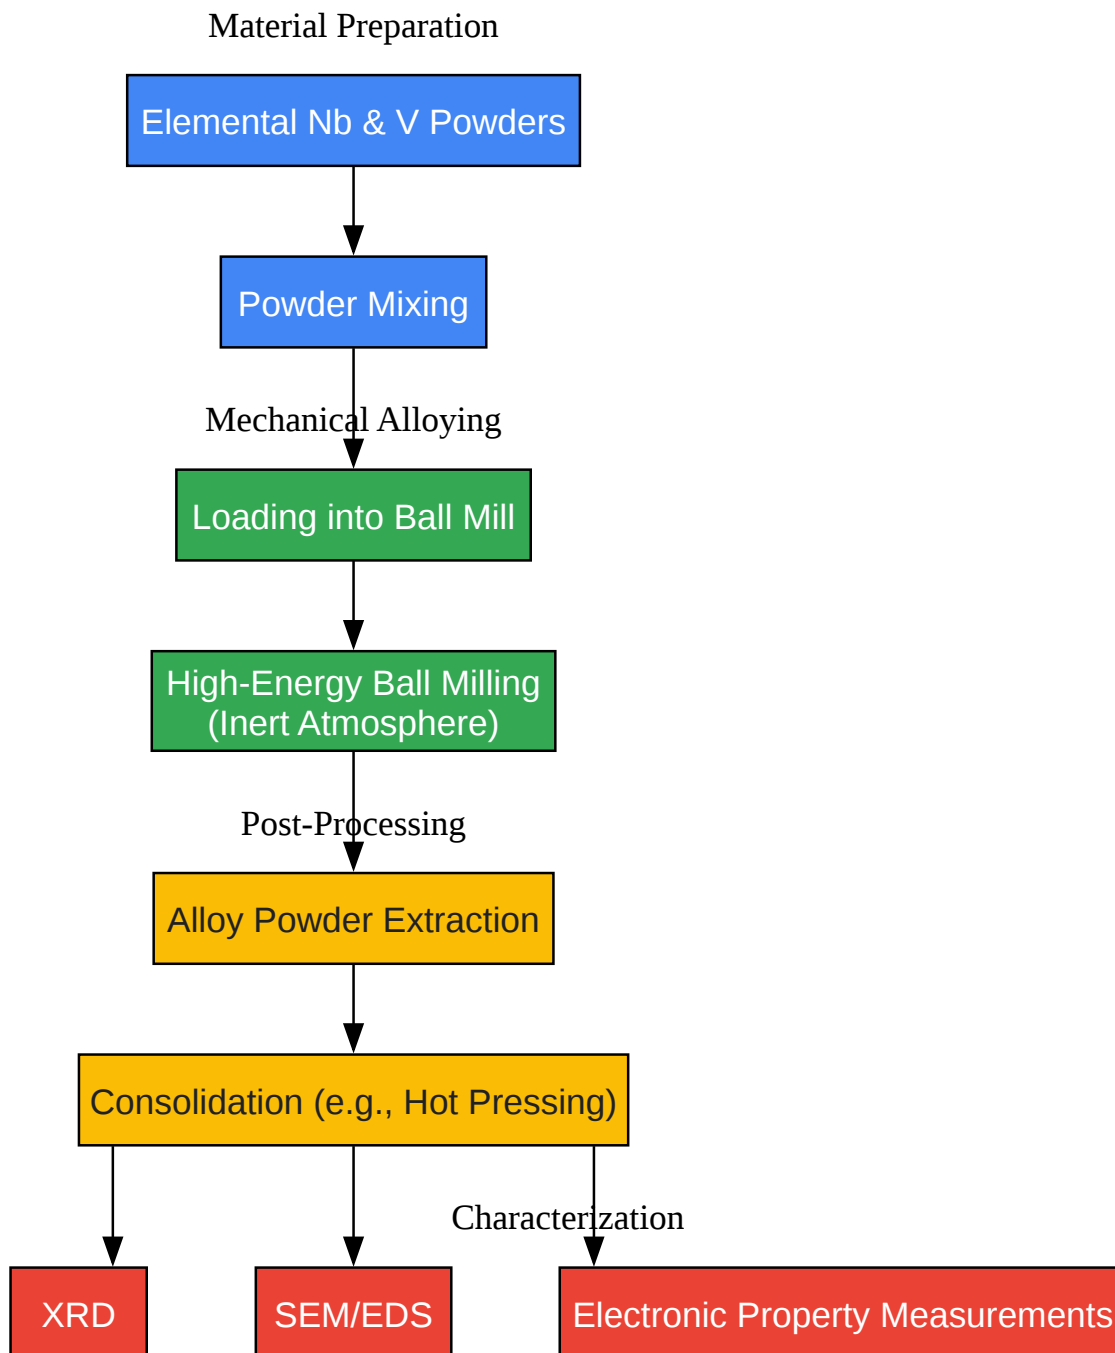 Material Preparation
Elemental Nb & V Powders
Powder Mixing
Mechanical Alloying
Loading into Ball Mill
High-Energy Ball Milling
(Inert Atmosphere)
Post-Processing
Alloy Powder Extraction
Consolidation (e.g., Hot Pressing)
Characterization
XRD
SEM/EDS
Electronic Property Measurements